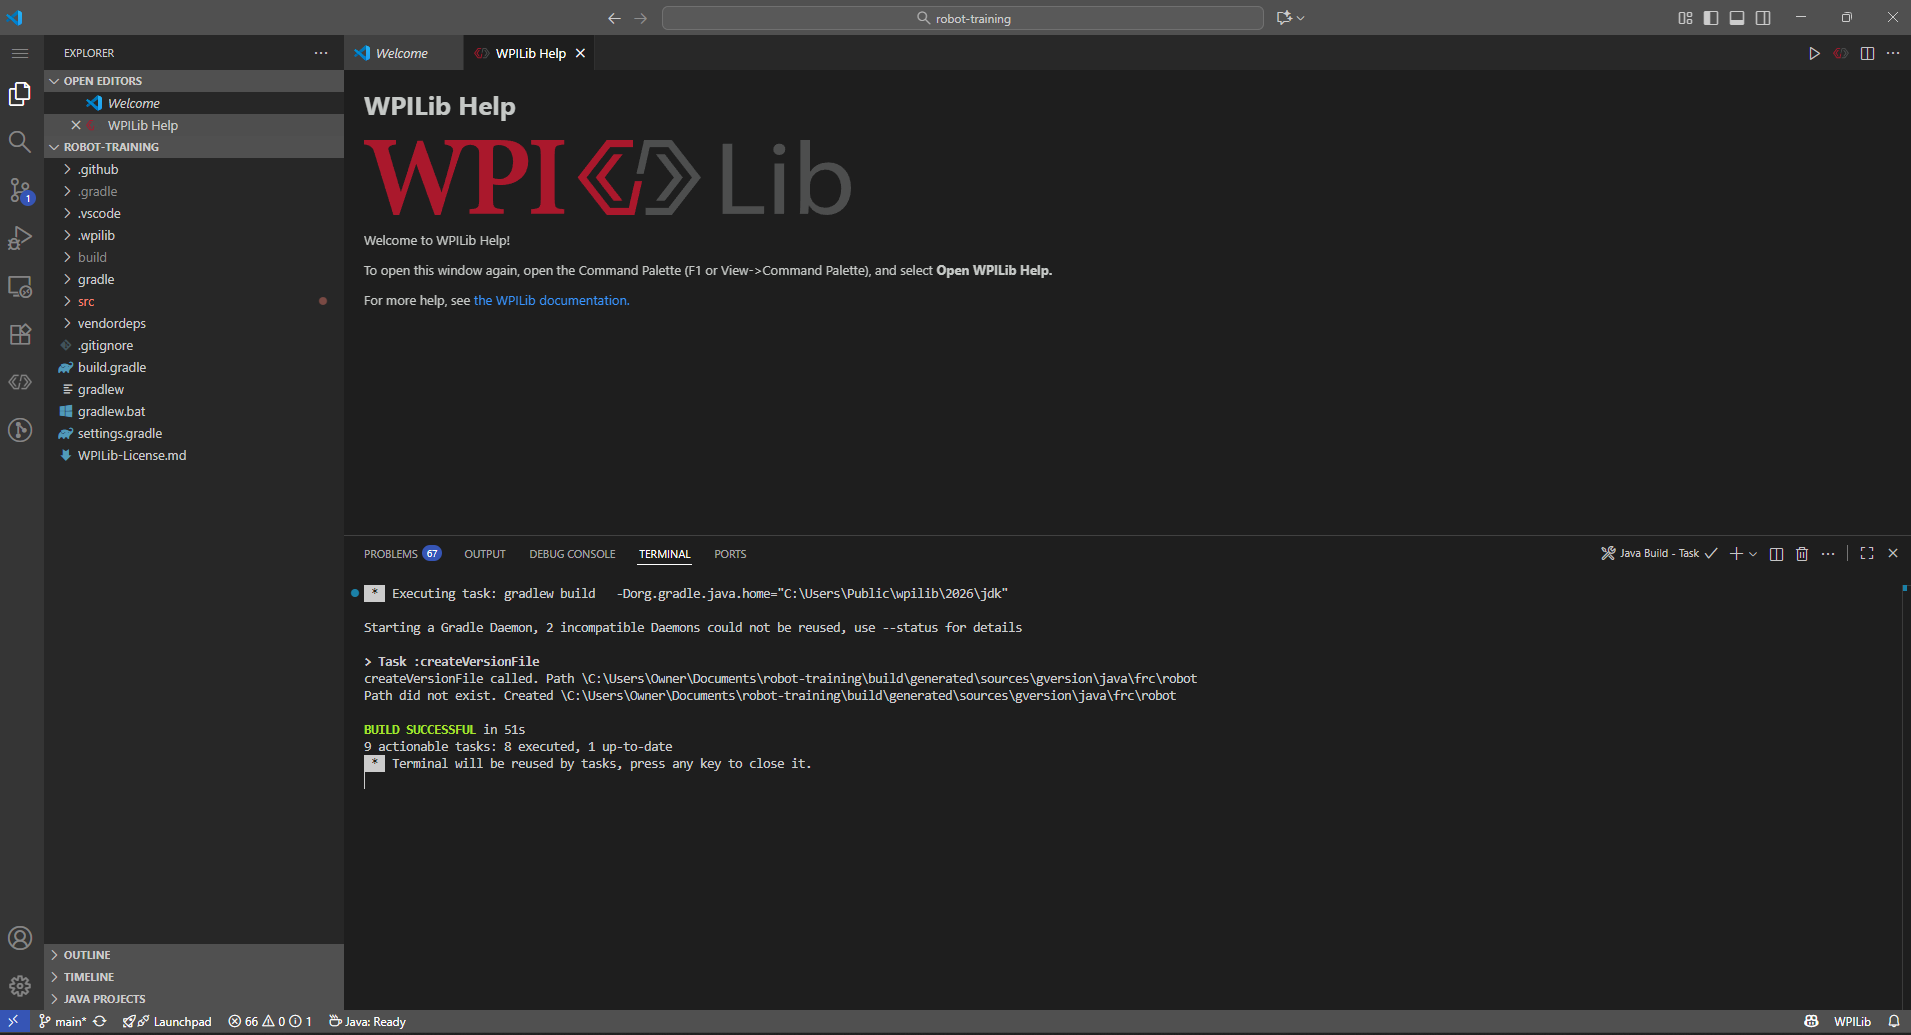 robot-training
EXPLORER
Welcome
WPILib Help
OPEN EDITORS
Welcome
WPILib Help
ROBOT-TRAINING
.github
.gradle
.vscode
.wpilib
build
gradle
src
vendordeps
.gitignore
build.gradle
gradlew
gradlew.bat
settings.gradle
WPILib-License.md
OUTLINE
TIMELINE
JAVA PROJECTS
1
WPILib Help
WPI Lib
Welcome to WPILib Help!
To open this window again, open the Command Palette (F1 or View->Command Palette), and select Open WPILib Help.
For more help, see the WPILib documentation.
PROBLEMS 67 OUTPUT DEBUG CONSOLE TERMINAL PORTS
Java Build - Task
* Executing task: gradlew build   -Dorg.gradle.java.home="C:\Users\Public\wpilib\2026\jdk"
Starting a Gradle Daemon, 2 incompatible Daemons could not be reused, use --status for details
> Task :createVersionFile
createVersionFile called. Path \C:\Users\Owner\Documents\robot-training\build\generated\sources\gversion\java\frc\robot
Path did not exist. Created \C:\Users\Owner\Documents\robot-training\build\generated\sources\gversion\java\frc\robot
BUILD SUCCESSFUL in 51s
9 actionable tasks: 8 executed, 1 up-to-date
* Terminal will be reused by tasks, press any key to close it.
main* Launchpad 66 0 1 Java: Ready WPILib